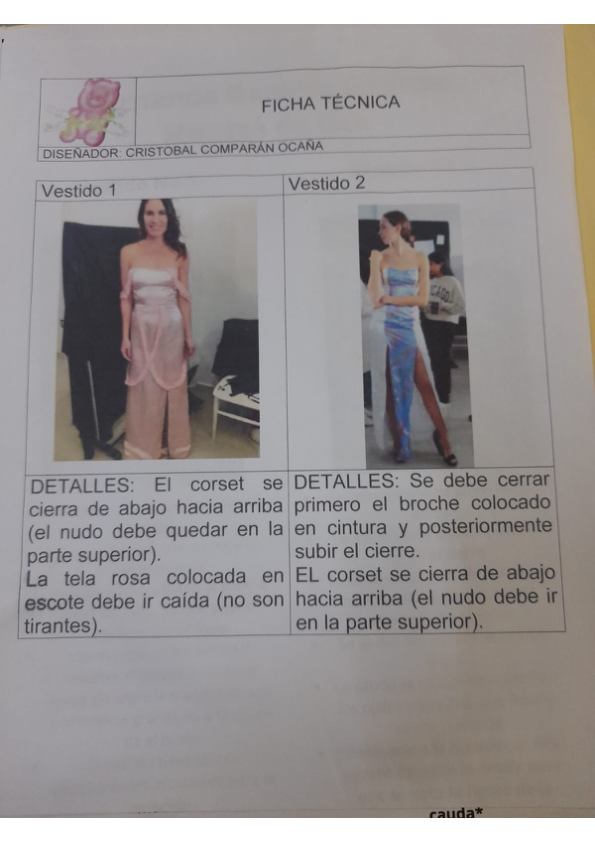 FICHA TÉCNICA
DISEÑADOR: CRISTOBAL COMPARÁN OCAÑA
Vestido 1
Vestido 2
DETALLES: El corset se
cierra de abajo hacia arriba
(el nudo debe quedar en la
parte superior).
La tela rosa colocada en
escote debe ir caída (no son
tirantes).
DETALLES: Se debe cerrar
primero el broche colocado
en cintura y posteriormente
subir el cierre.
EL corset se cierra de abajo
hacia arriba (el nudo debe ir
en la parte superior).
cauda*